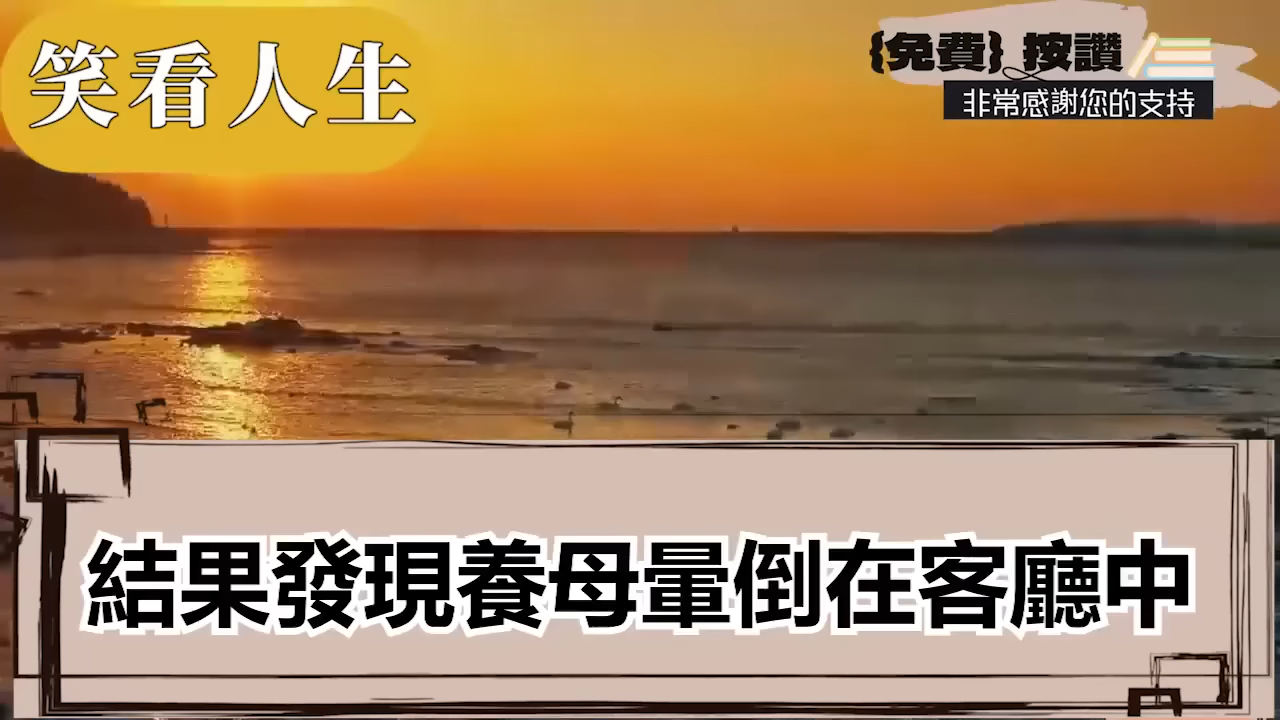 笑看人生
{免費} 按讚
非常感謝您的支持
結果發現養母暈倒在客廳中